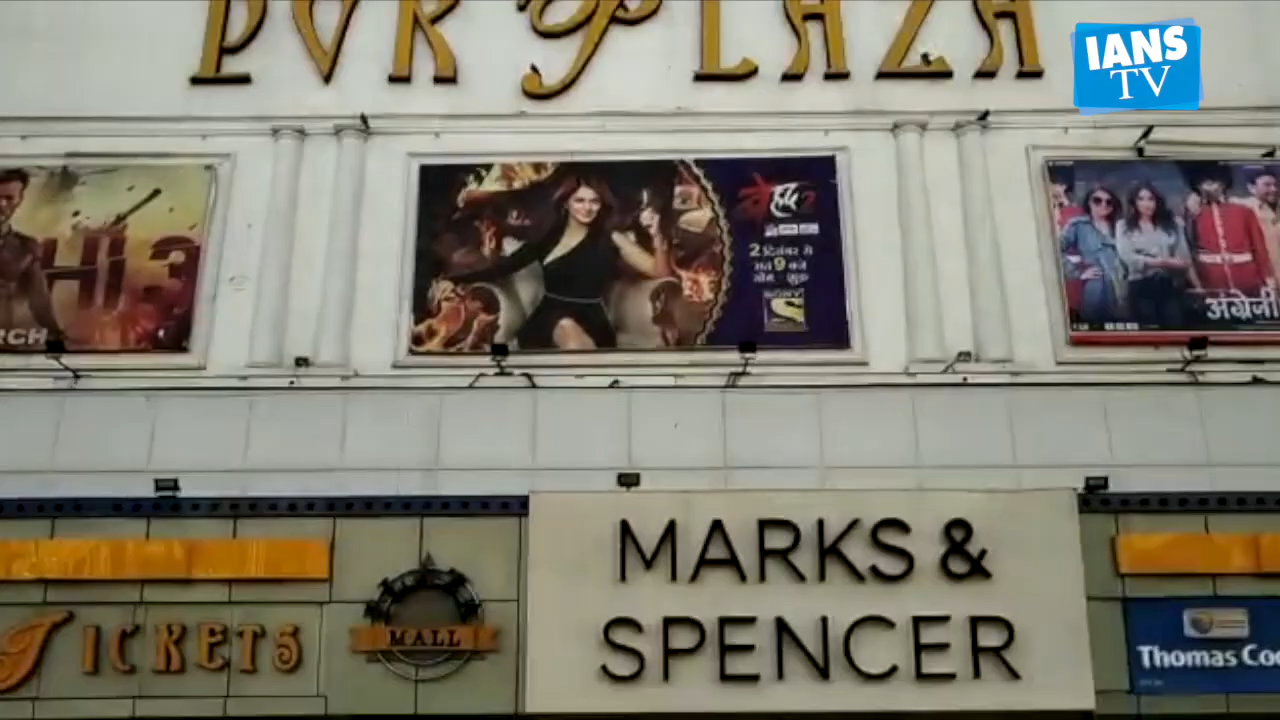 PVR PLAZA
IANS
TV
HI 3
RCH
बेहद 2
2 दिसंबर से
रात 9 बजे
सोम - शुक्र
SONY
अंग्रेजी
MARKS &
SPENCER
TICKETS
MALL
Thomas Coo